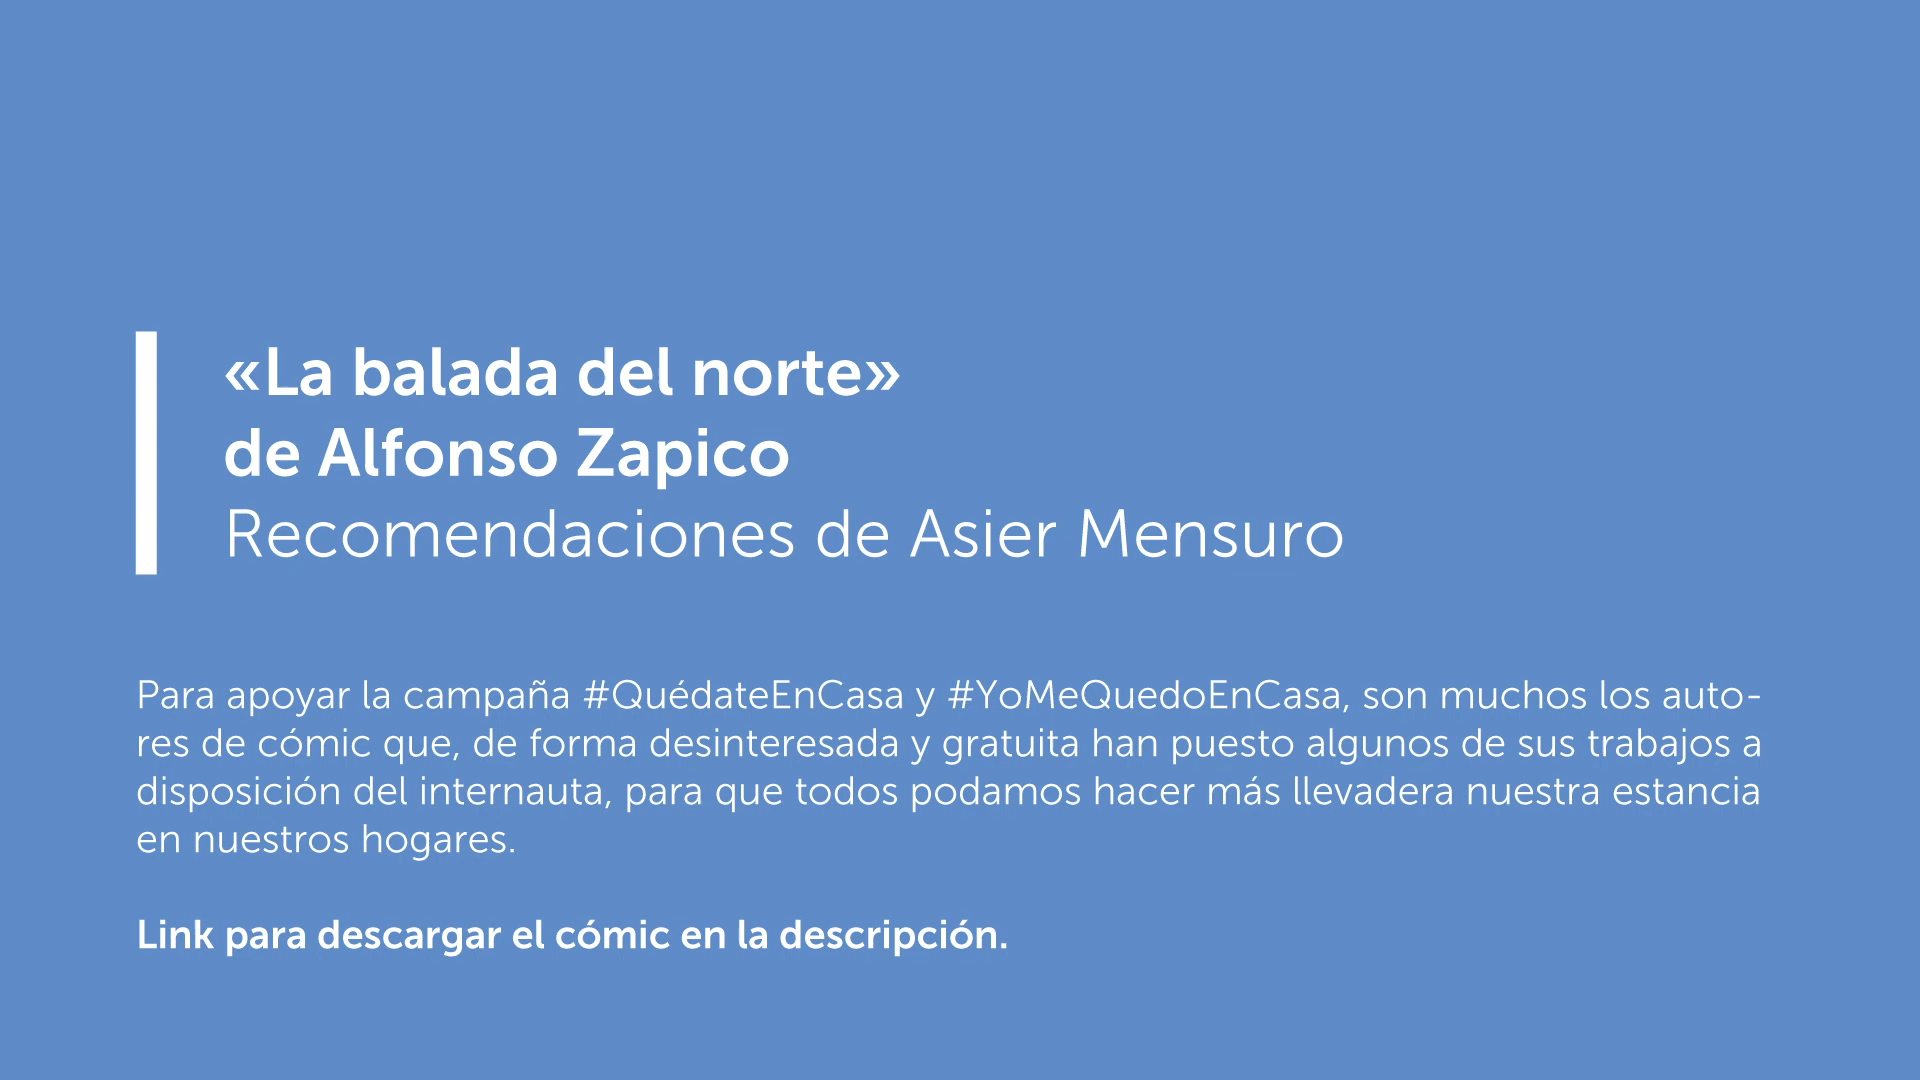 «La balada del norte»
de Alfonso Zapico
Recomendaciones de Asier Mensuro
Para apoyar la campaña #QuédateEnCasa y #YoMeQuedoEnCasa, son muchos los auto-
res de cómic que, de forma desinteresada y gratuita han puesto algunos de sus trabajos a
disposición del internauta, para que todos podamos hacer más llevadera nuestra estancia
en nuestros hogares.
Link para descargar el cómic en la descripción.